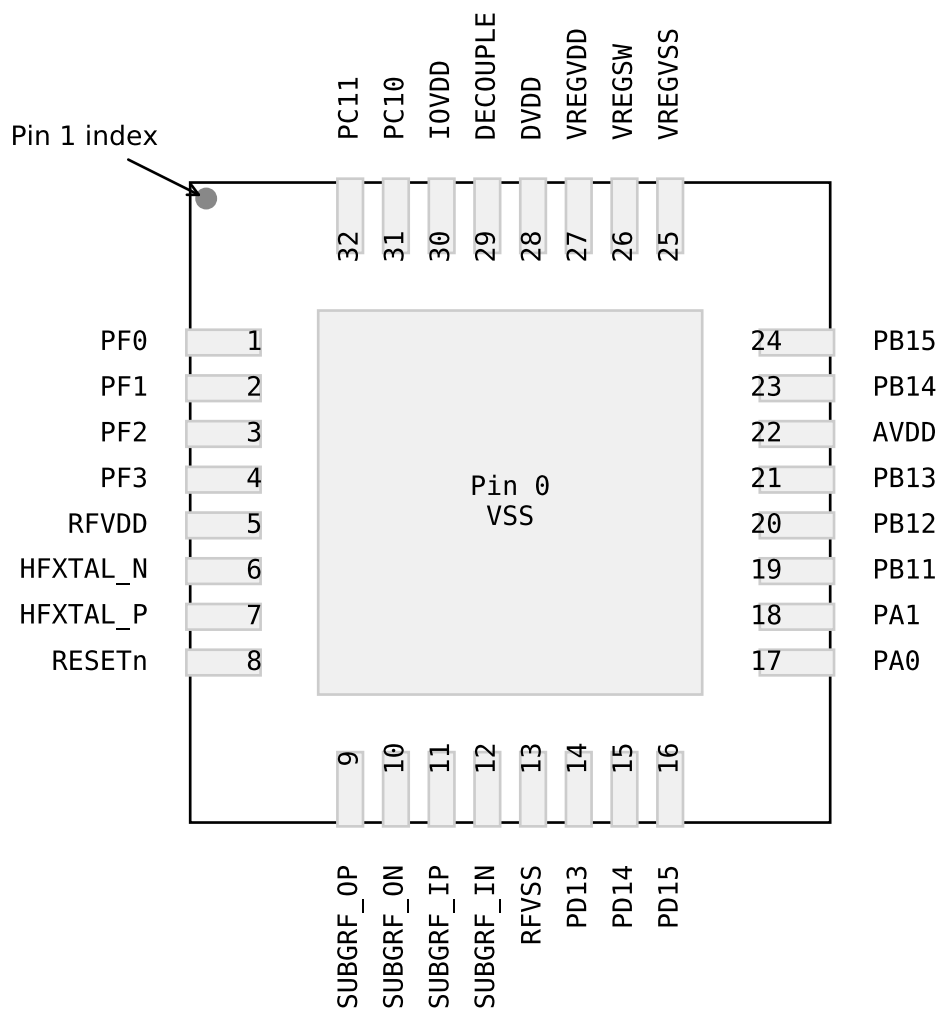 PC11 PC10 IOVDD DECOUPLE DVDD VREGVDD VREGSW VREGVSS
Pin 1 index
32 31 30 29 28 27 26 25
PF0 1 24 PB15
PF1 2 23 PB14
PF2 3 22 AVDD
PF3 4 21 PB13
Pin 0
VSS
RFVDD 5 20 PB12
HFXTAL_N 6 19 PB11
HFXTAL_P 7 18 PA1
RESETn 8 17 PA0
9 10 11 12 13 14 15 16
SUBGRF_OP SUBGRF_ON SUBGRF_IP SUBGRF_IN RFVSS PD13 PD14 PD15